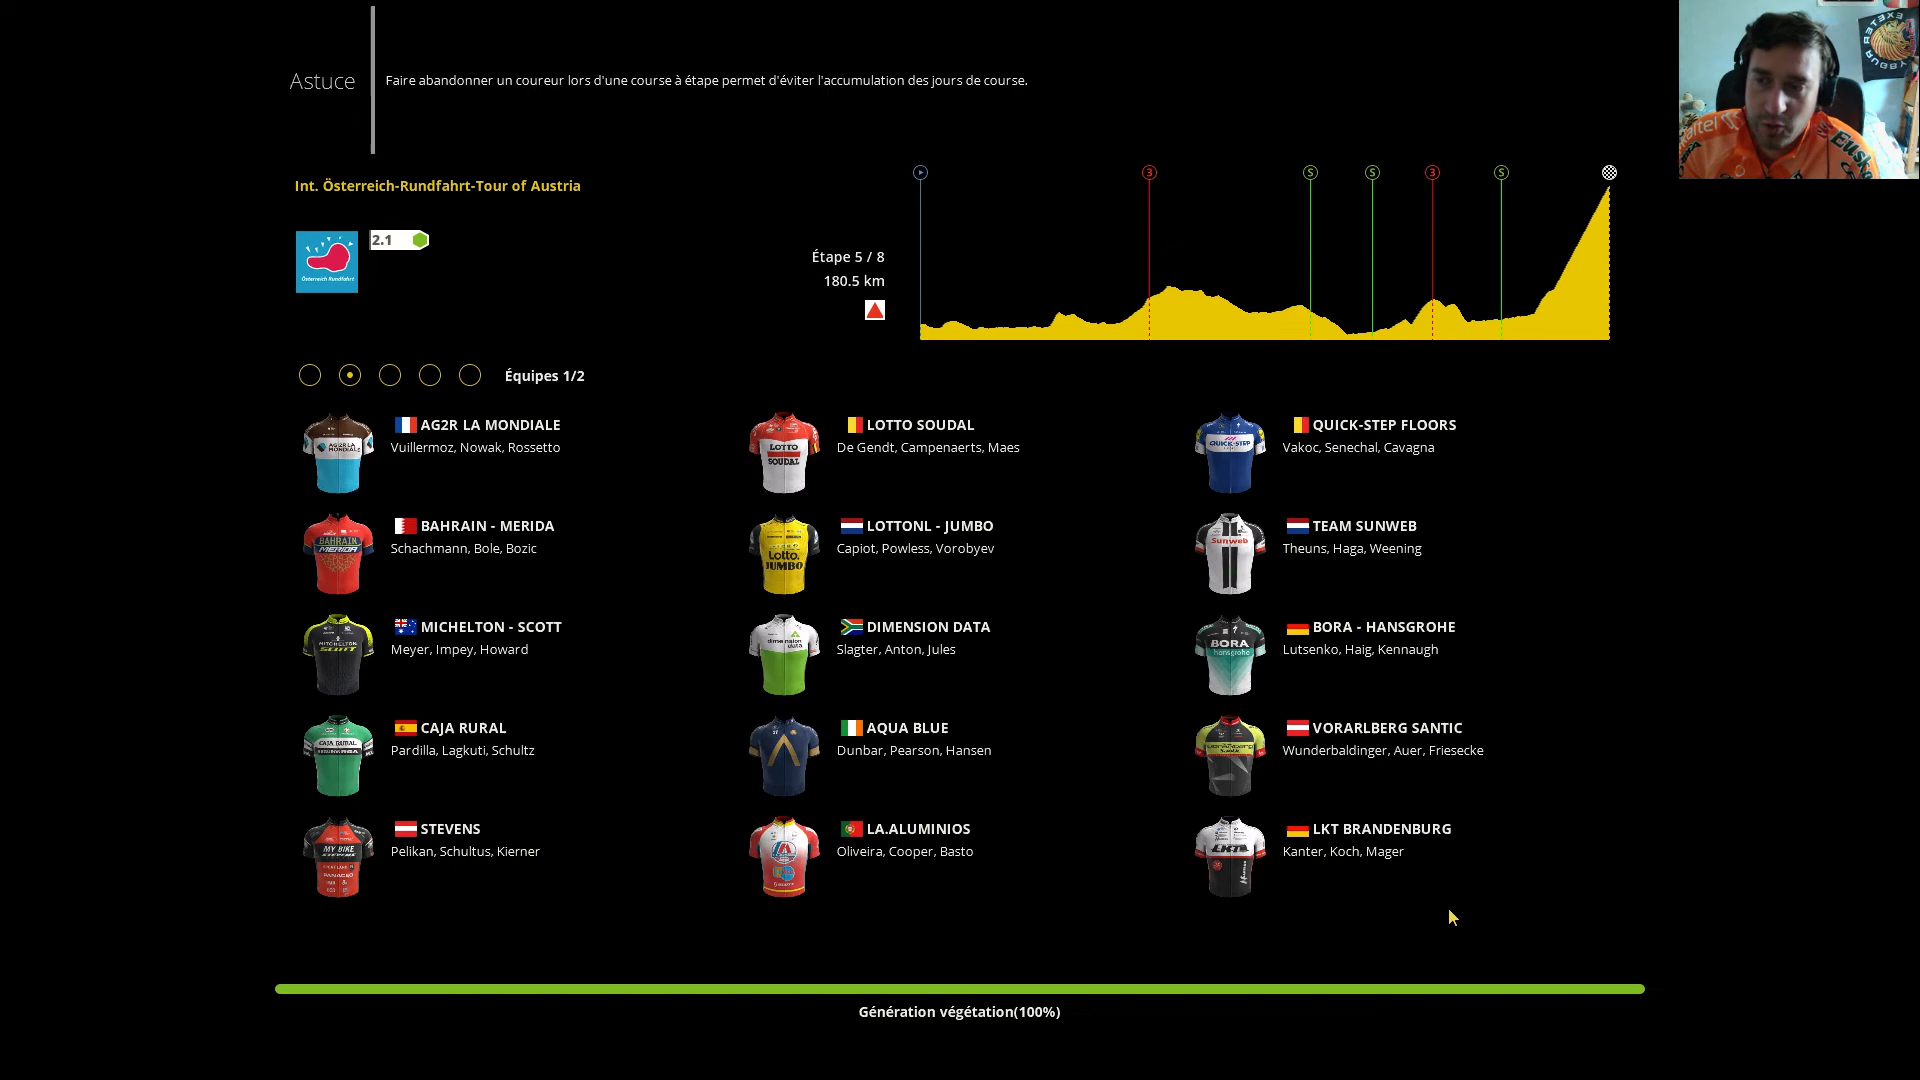 Astuce
Faire abandonner un coureur lors d'une course à étape permet d'éviter l'accumulation des jours de course.
Int. Österreich-Rundfahrt-Tour of Austria
2.1
Österreich Rundfahrt
Étape 5 / 8
180.5 km
3 S S 3 S
Équipes 1/2
AG2R LA MONDIALE
Vuillermoz, Nowak, Rossetto
LOTTO SOUDAL
De Gendt, Campenaerts, Maes
QUICK-STEP FLOORS
Vakoc, Senechal, Cavagna
BAHRAIN - MERIDA
Schachmann, Bole, Bozic
LOTTONL - JUMBO
Capiot, Powless, Vorobyev
TEAM SUNWEB
Theuns, Haga, Weening
MICHELTON - SCOTT
Meyer, Impey, Howard
DIMENSION DATA
Slagter, Anton, Jules
BORA - HANSGROHE
Lutsenko, Haig, Kennaugh
CAJA RURAL
Pardilla, Lagkuti, Schultz
AQUA BLUE
Dunbar, Pearson, Hansen
VORARLBERG SANTIC
Wunderbaldinger, Auer, Friesecke
STEVENS
Pelikan, Schultus, Kierner
LA.ALUMINIOS
Oliveira, Cooper, Basto
LKT BRANDENBURG
Kanter, Koch, Mager
Génération végétation(100%)